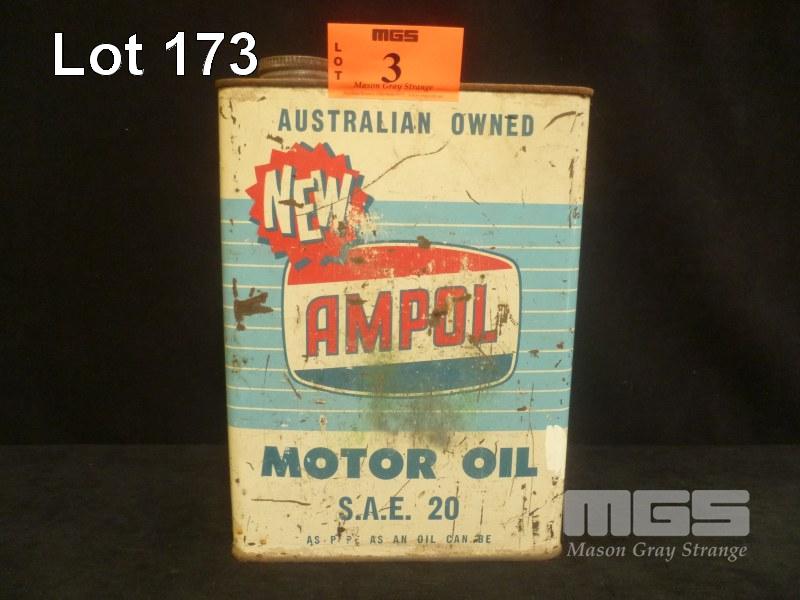 Lot 173
MGS
LOT
3
Mason Gray Strange
AUSTRALIAN OWNED
NEW
AMPOL
MOTOR OIL
S.A.E. 20
AS AN OIL CAN BE
MGS
Mason Gray Strange